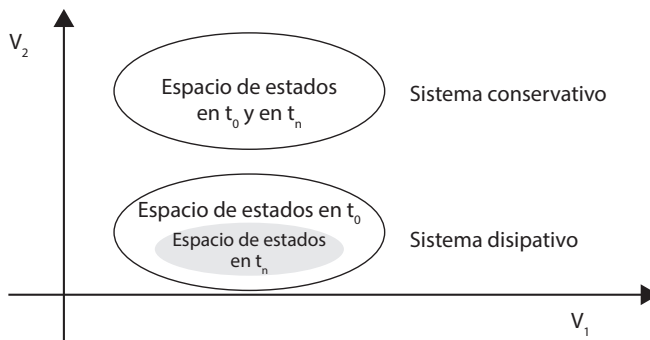 V₂
Espacio de estados
en t₀ y en tₙ
Sistema conservativo
Espacio de estados en t₀
Espacio de estados
en tₙ
Sistema disipativo
V₁